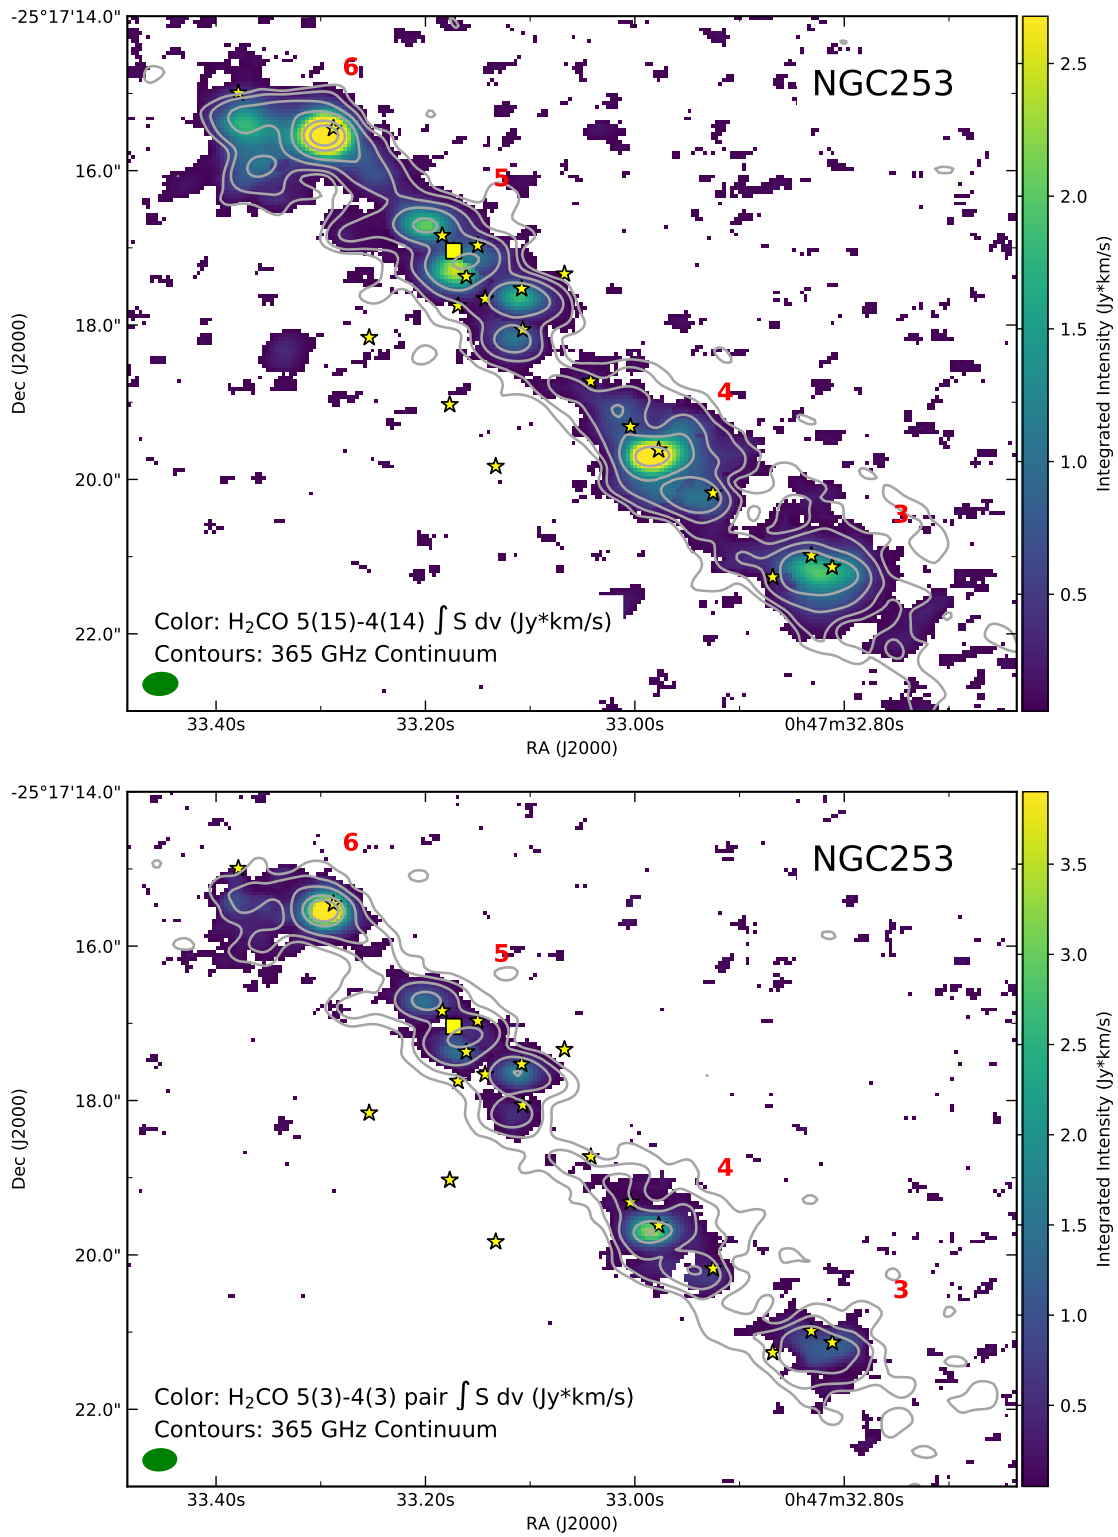 -25°17'14.0"
6
NGC253
2.5
5
16.0"
2.0
Integrated Intensity (Jy*km/s)
Dec (J2000)
18.0"
1.5
4
1.0
20.0"
3
0.5
Color: H₂CO 5(15)-4(14) ∫ S dv (Jy*km/s)
22.0"
Contours: 365 GHz Continuum
33.40s
33.20s
33.00s
0h47m32.80s
RA (J2000)
-25°17'14.0"
6
NGC253
3.5
5
16.0"
3.0
Integrated Intensity (Jy*km/s)
2.5
Dec (J2000)
18.0"
2.0
4
1.5
20.0"
3
1.0
0.5
Color: H₂CO 5(3)-4(3) pair ∫ S dv (Jy*km/s)
22.0"
Contours: 365 GHz Continuum
33.40s
33.20s
33.00s
0h47m32.80s
RA (J2000)